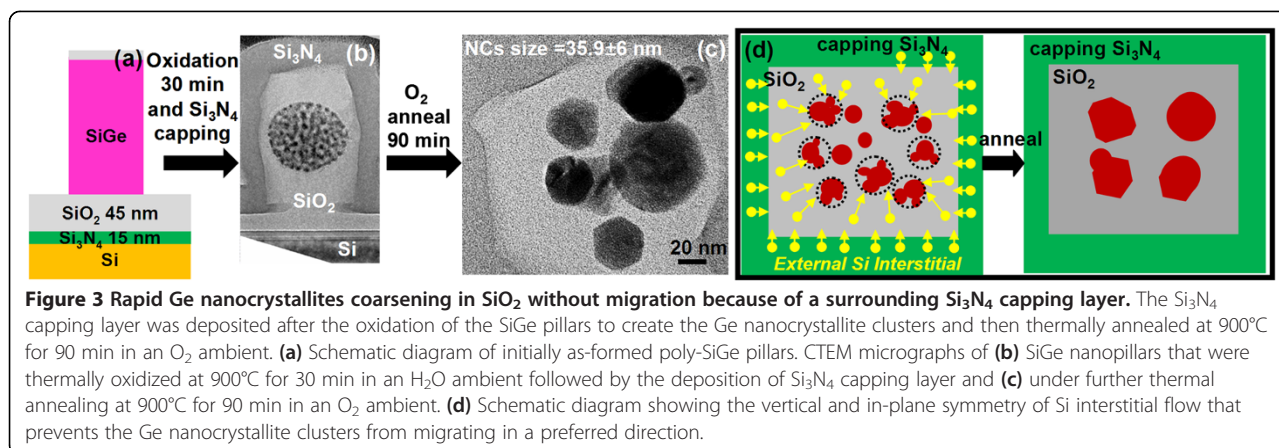 (a)
SiGe
SiO₂ 45 nm
Si₃N₄ 15 nm
Si
Oxidation
30 min
and Si₃N₄
capping
Si₃N₄
(b)
SiO₂
Si
O₂
anneal
90 min
NCs size =35.9±6 nm
(c)
20 nm
(d)
capping Si₃N₄
SiO₂
External Si Interstitial
anneal
capping Si₃N₄
SiO₂
Figure 3 Rapid Ge nanocrystallites coarsening in SiO₂ without migration because of a surrounding Si₃N₄ capping layer. The Si₃N₄
capping layer was deposited after the oxidation of the SiGe pillars to create the Ge nanocrystallite clusters and then thermally annealed at 900°C
for 90 min in an O₂ ambient. (a) Schematic diagram of initially as-formed poly-SiGe pillars. CTEM micrographs of (b) SiGe nanopillars that were
thermally oxidized at 900°C for 30 min in an H₂O ambient followed by the deposition of Si₃N₄ capping layer and (c) under further thermal
annealing at 900°C for 90 min in an O₂ ambient. (d) Schematic diagram showing the vertical and in-plane symmetry of Si interstitial flow that
prevents the Ge nanocrystallite clusters from migrating in a preferred direction.